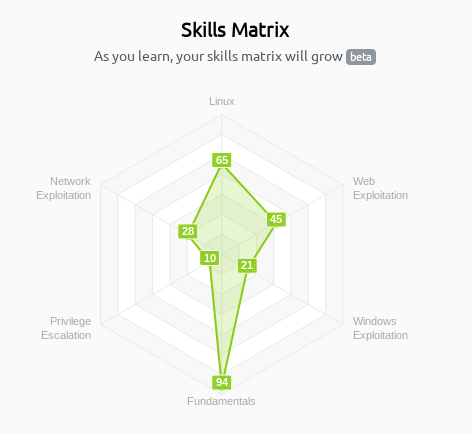 Skills Matrix
As you learn, your skills matrix will grow beta
Linux
65
Network
Exploitation
Web
Exploitation
28
45
10
21
Privilege
Escalation
Windows
Exploitation
94
Fundamentals